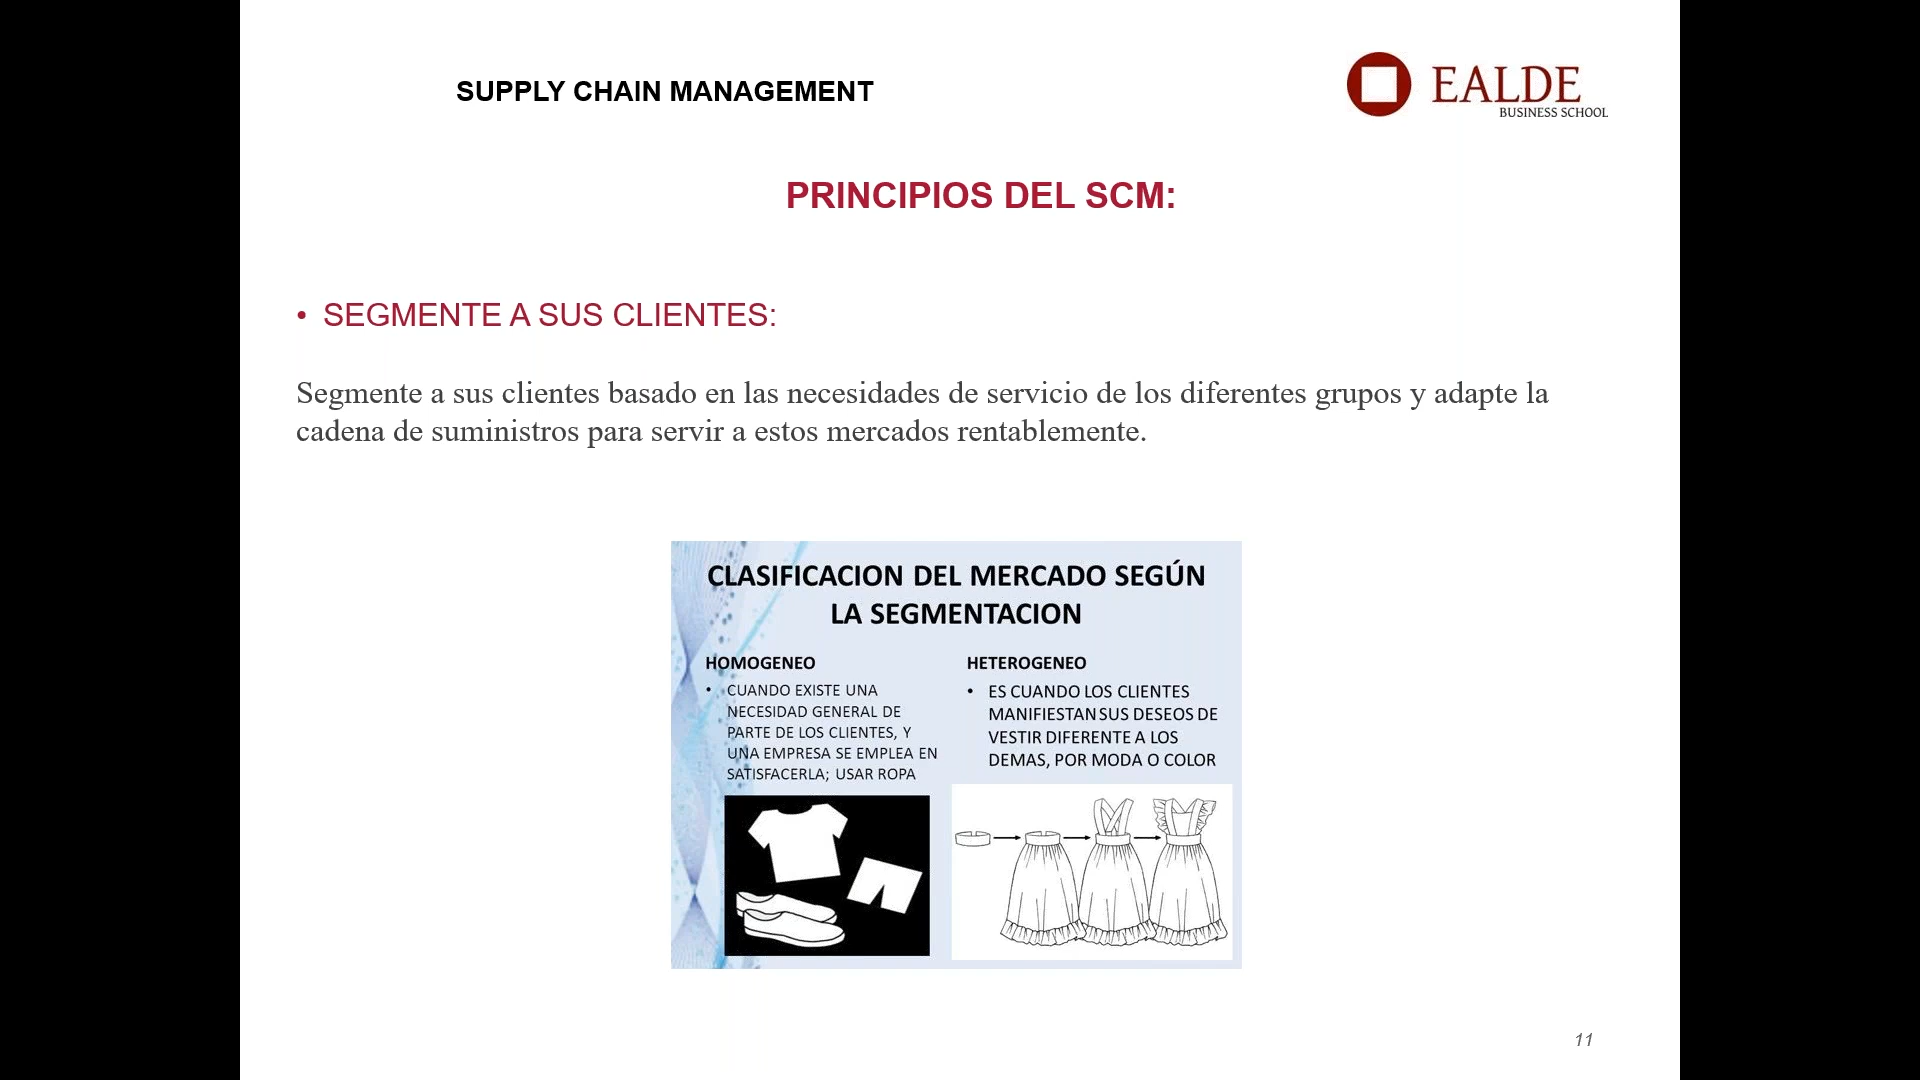 SUPPLY CHAIN MANAGEMENT
EALDE
BUSINESS SCHOOL
PRINCIPIOS DEL SCM:
• SEGMENTE A SUS CLIENTES:
Segmente a sus clientes basado en las necesidades de servicio de los diferentes grupos y adapte la
cadena de suministros para servir a estos mercados rentablemente.
CLASIFICACION DEL MERCADO SEGÚN
LA SEGMENTACION
HOMOGENEO
• CUANDO EXISTE UNA
NECESIDAD GENERAL DE
PARTE DE LOS CLIENTES, Y
UNA EMPRESA SE EMPLEA EN
SATISFACERLA; USAR ROPA
HETEROGENEO
• ES CUANDO LOS CLIENTES
MANIFIESTAN SUS DESEOS DE
VESTIR DIFERENTE A LOS
DEMAS, POR MODA O COLOR
11